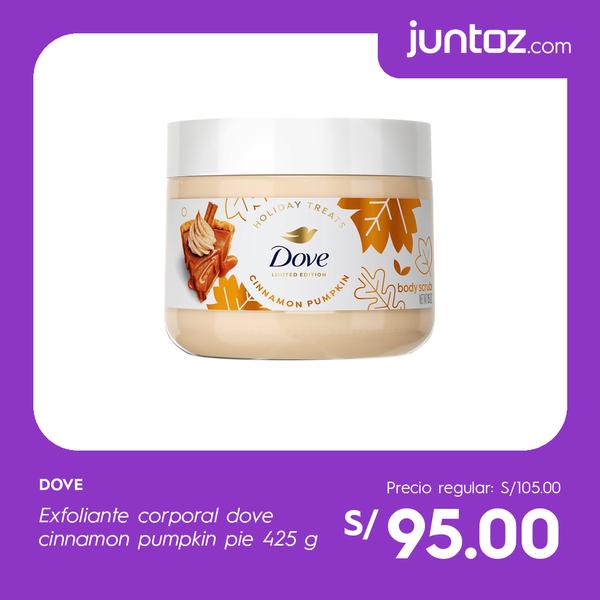 juntoz.com
HOLIDAY TREATS
Dove
LIMITED EDITION
CINNAMON PUMPKIN
body scrub
DOVE
Exfoliante corporal dove
cinnamon pumpkin pie 425 g
Precio regular: S/105.00
S/ 95.00